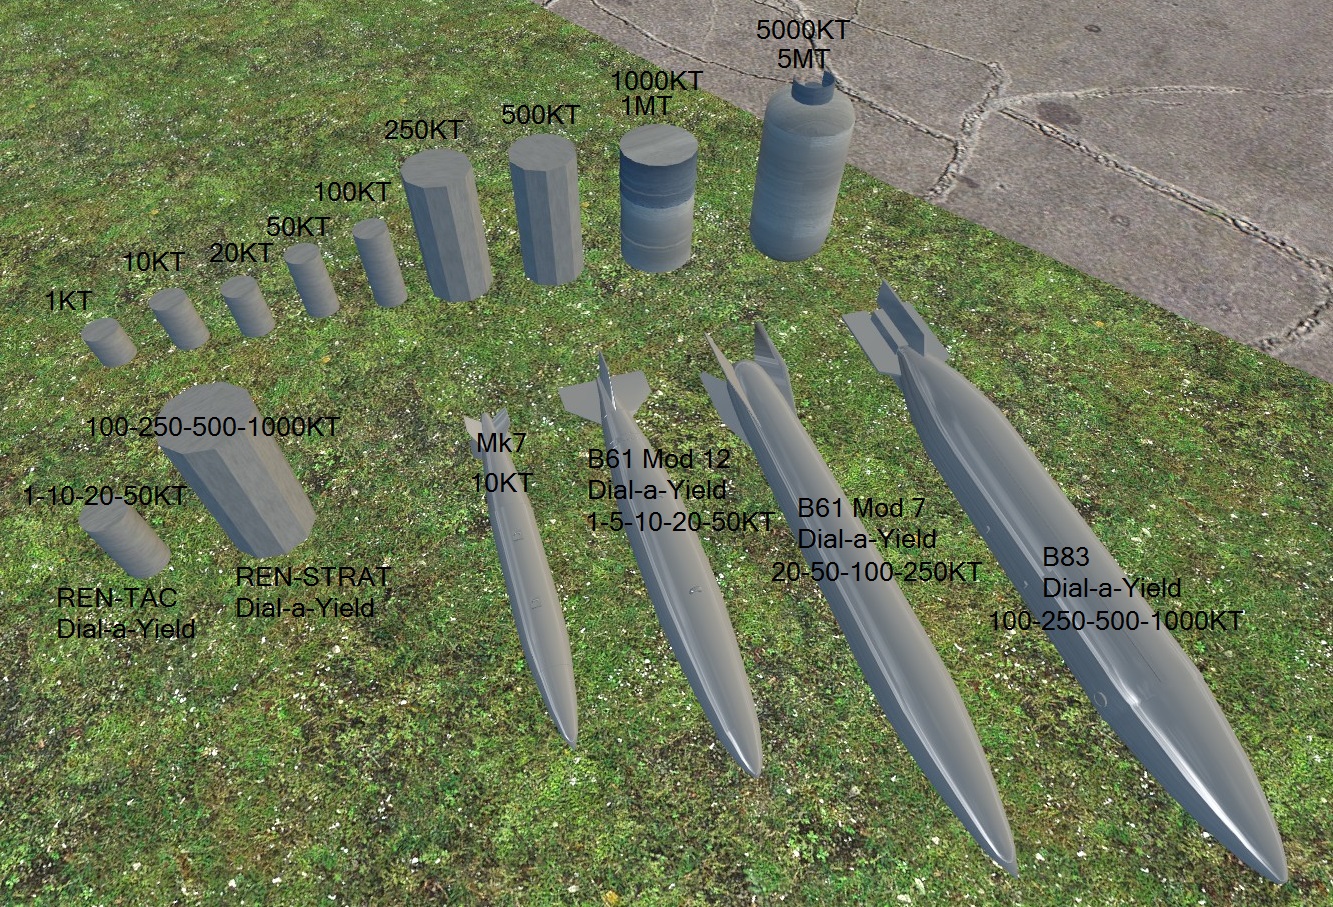 5000KT
5MT
1000KT
1MT
500KT
250KT
100KT
50KT
20KT
10KT
1KT
100-250-500-1000KT
1-10-20-50KT
REN-TAC
Dial-a-Yield
REN-STRAT
Dial-a-Yield
Mk7
10KT
B61 Mod 12
Dial-a-Yield
1-5-10-20-50KT
B61 Mod 7
Dial-a-Yield
20-50-100-250KT
B83
Dial-a-Yield
100-250-500-1000KT